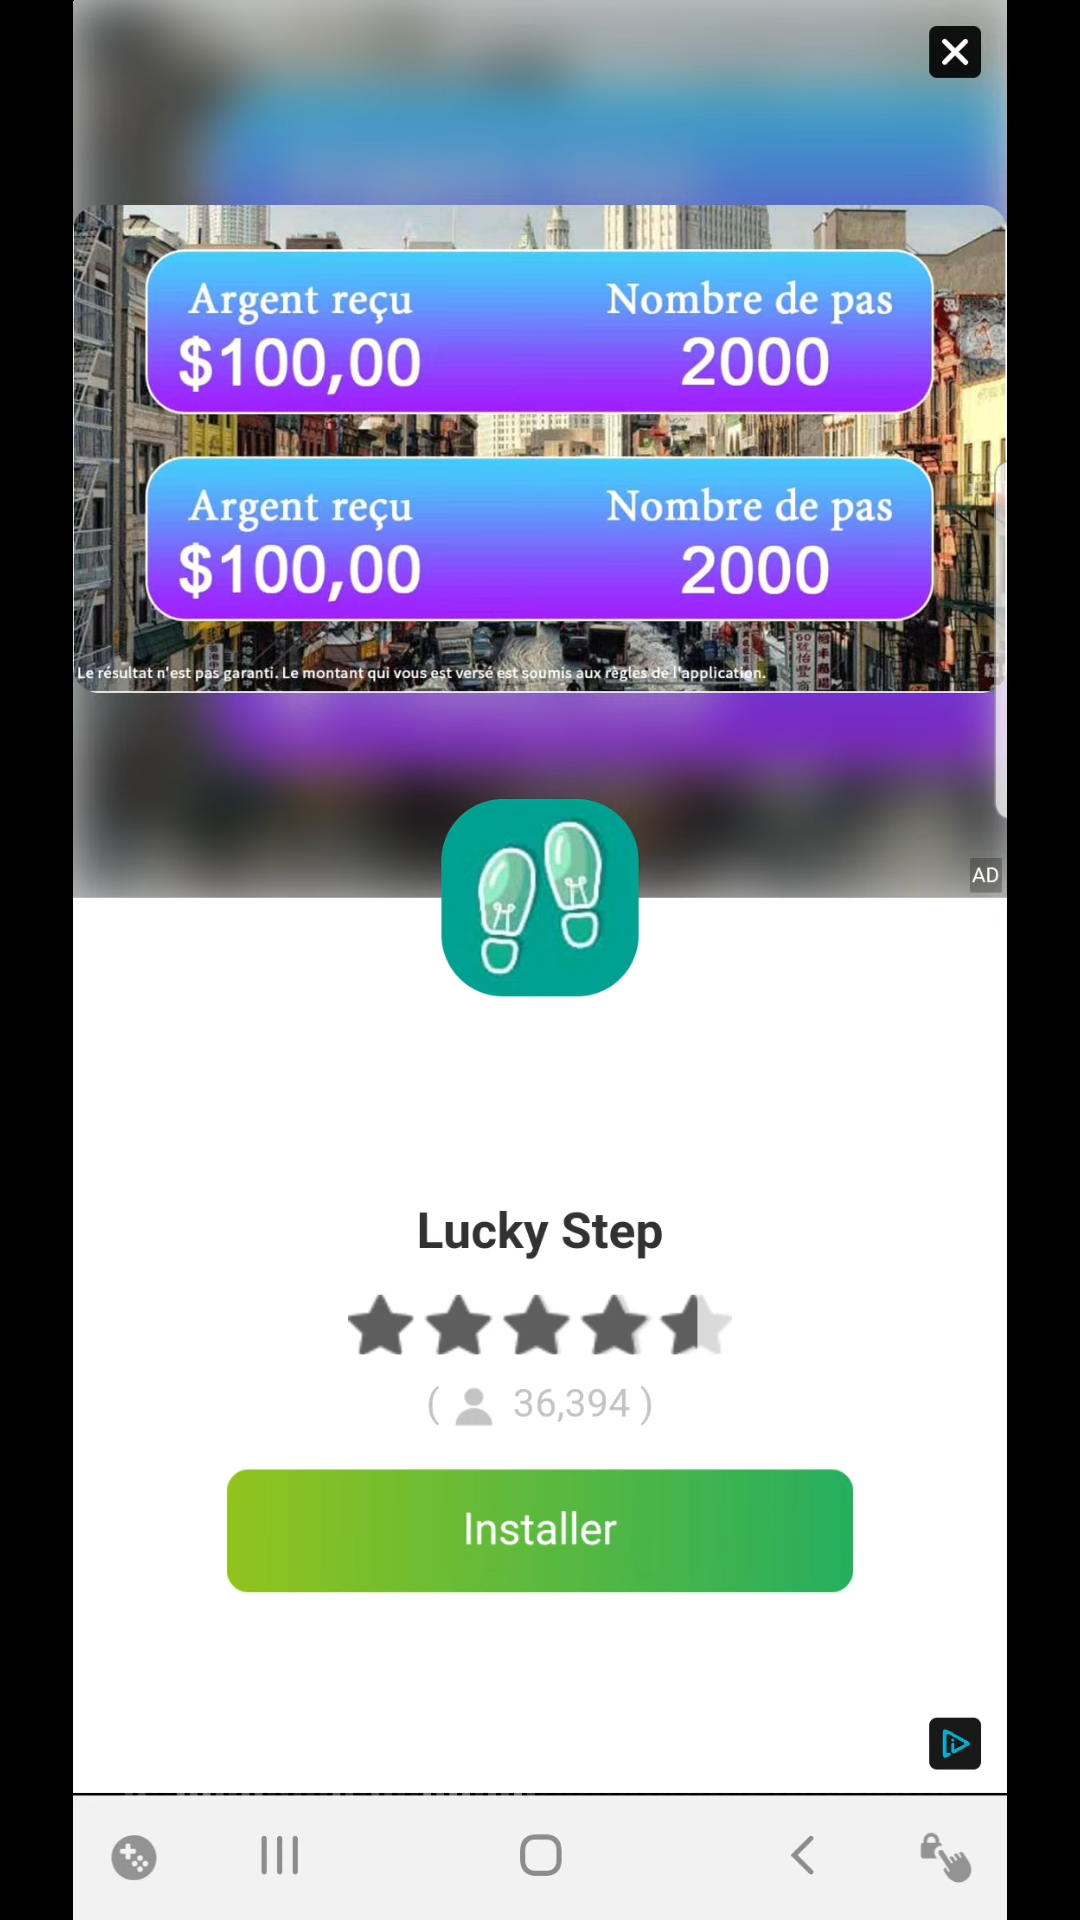 Argent reçu Nombre de pas
$100,00 2000
Argent reçu Nombre de pas
$100,00 2000
Le résultat n'est pas garanti. Le montant qui vous est versé est soumis aux règles de l'application.
AD
Lucky Step
( 36,394 )
Installer